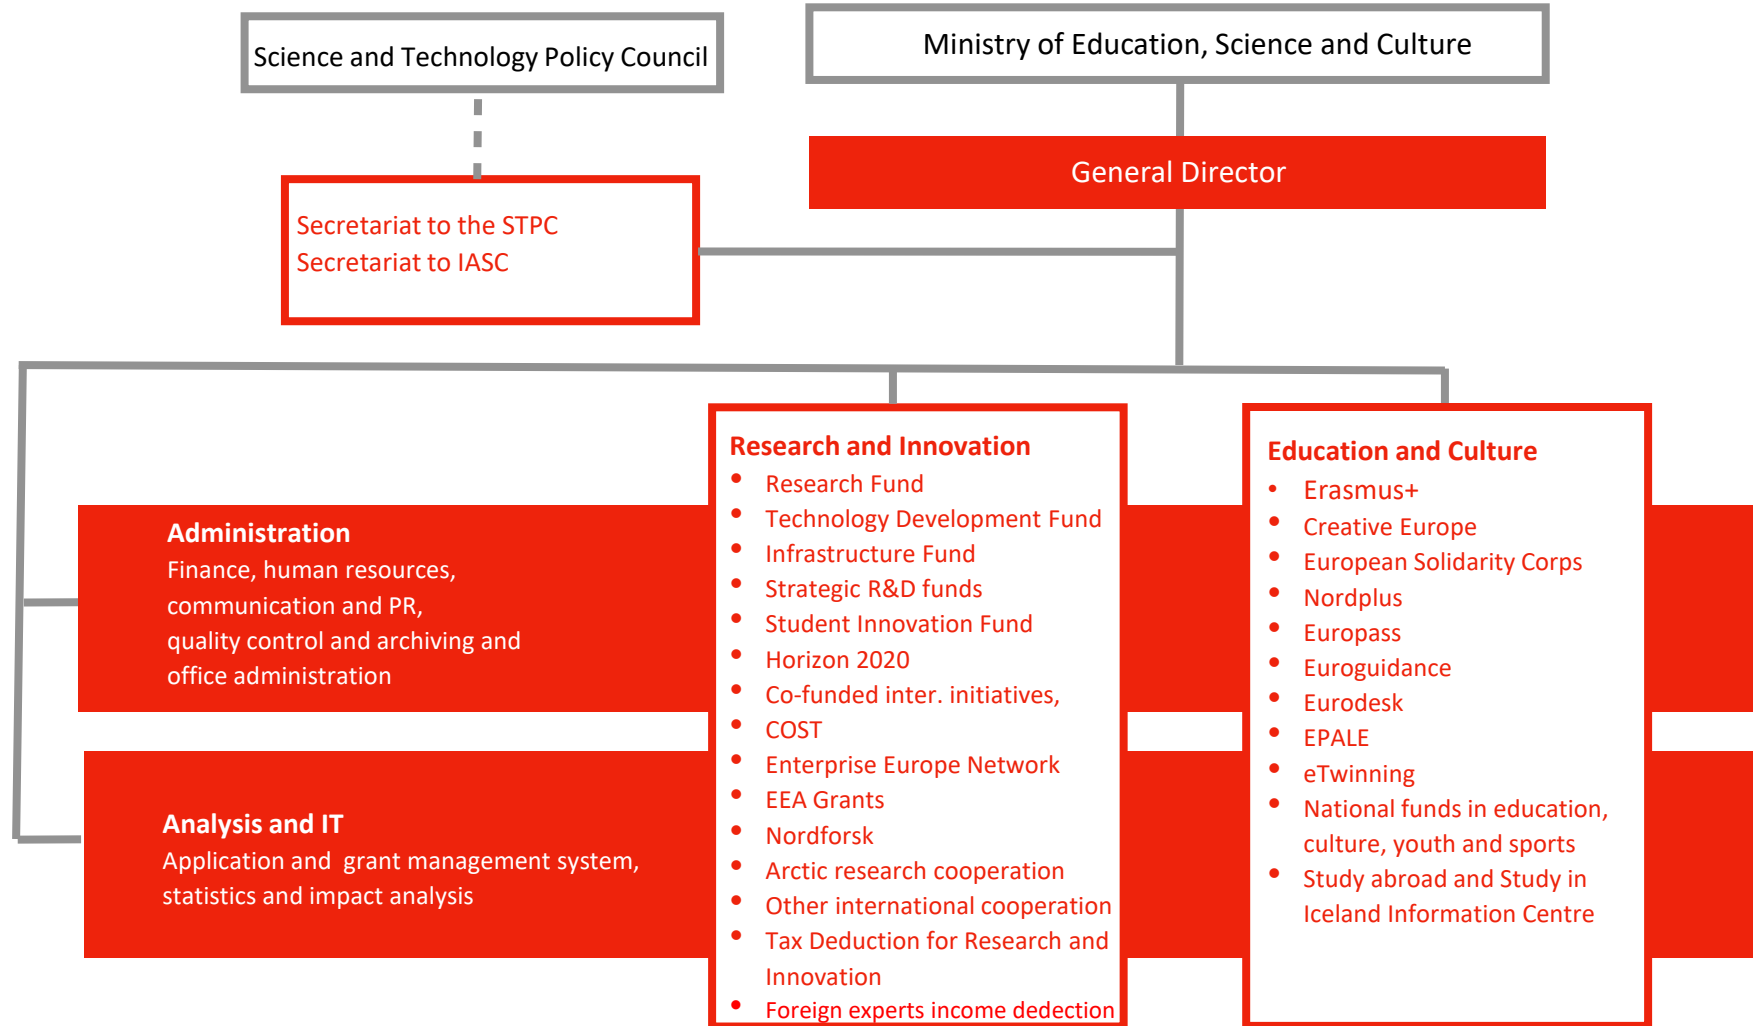 Science and Technology Policy Council
Ministry of Education, Science and Culture
General Director
Secretariat to the STPC
Secretariat to IASC
Administration
Finance, human resources,
communication and PR,
quality control and archiving and
office administration
Analysis and IT
Application and  grant management system,
statistics and impact analysis
Research and Innovation
• Research Fund
• Technology Development Fund
• Infrastructure Fund
• Strategic R&D funds
• Student Innovation Fund
• Horizon 2020
• Co-funded inter. initiatives,
• COST
• Enterprise Europe Network
• EEA Grants
• Nordforsk
• Arctic research cooperation
• Other international cooperation
• Tax Deduction for Research and
Innovation
• Foreign experts income dedection
Education and Culture
• Erasmus+
• Creative Europe
• European Solidarity Corps
• Nordplus
• Europass
• Euroguidance
• Eurodesk
• EPALE
• eTwinning
• National funds in education,
culture, youth and sports
• Study abroad and Study in
Iceland Information Centre